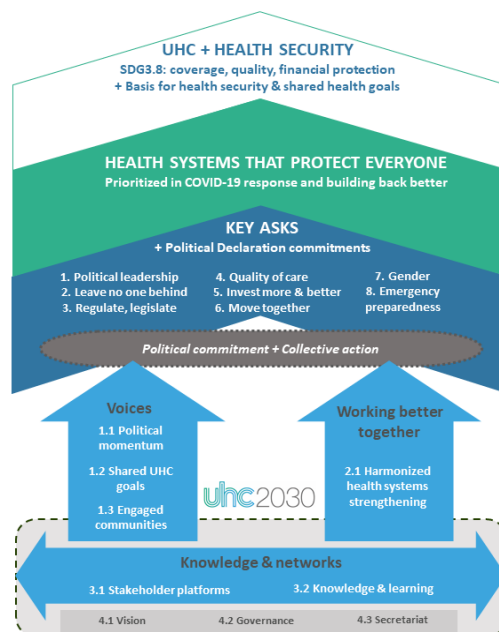 UHC + HEALTH SECURITY
SDG3.8: coverage, quality, financial protection
+ Basis for health security & shared health goals
HEALTH SYSTEMS THAT PROTECT EVERYONE
Prioritized in COVID-19 response and building back better
KEY ASKS
+ Political Declaration commitments
1. Political leadership
2. Leave no one behind
3. Regulate, legislate
4. Quality of care
5. Invest more & better
6. Move together
7. Gender
8. Emergency
preparedness
Political commitment + Collective action
Voices
1.1 Political
momentum
1.2 Shared UHC
goals
1.3 Engaged
communities
Working better
together
2.1 Harmonized
health systems
strengthening
uhc2030
Knowledge & networks
3.1 Stakeholder platforms
3.2 Knowledge & learning
4.1 Vision
4.2 Governance
4.3 Secretariat